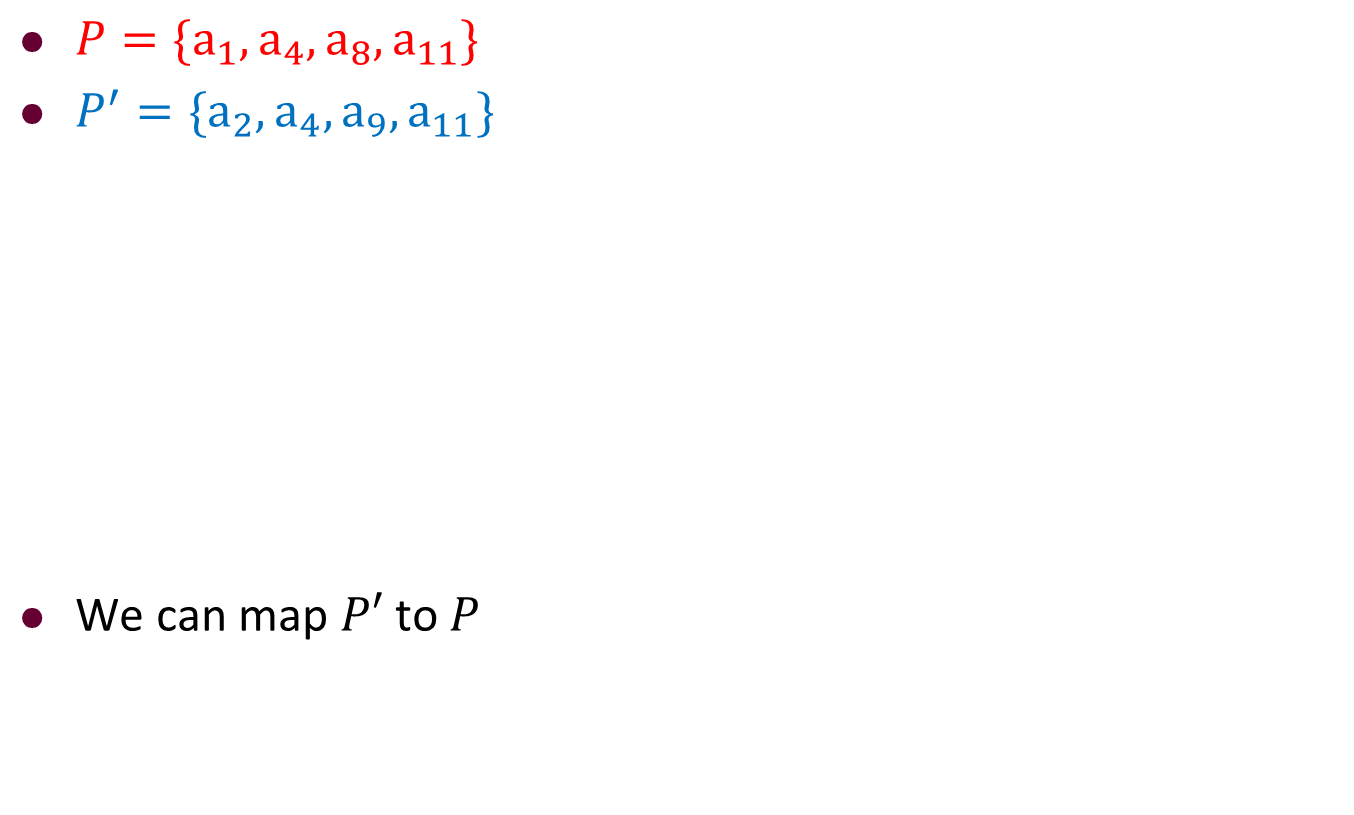 • P = {a₁, a₄, a₈, a₁₁}
• P′ = {a₂, a₄, a₉, a₁₁}
• We can map P′ to P